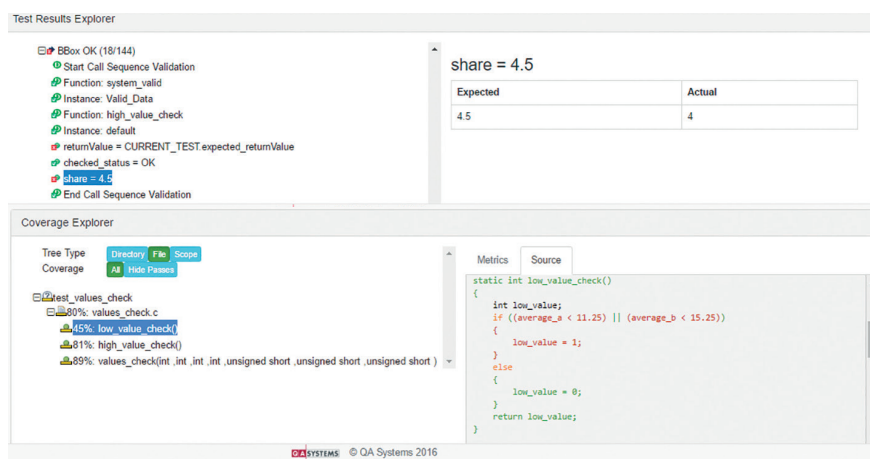 Test Results Explorer
BBox OK (18/144)
Start Call Sequence Validation
Function: system_valid
Instance: Valid_Data
Function: high_value_check
Instance: default
returnValue = CURRENT_TEST.expected_returnValue
checked_status = OK
share = 4.5
End Call Sequence Validation
share = 4.5
Expected Actual
4.5 4
Coverage Explorer
Tree Type Directory File Scope
Coverage All Hide Passes
test_values_check
80%: values_check.c
45%: low_value_check()
81%: high_value_check()
89%: values_check(int ,int ,int ,int ,unsigned short ,unsigned short ,unsigned short )
Metrics Source
static int low_value_check()
{
int low_value;
if ((average_a < 11.25) || (average_b < 15.25))
{
low_value = 1;
}
else
{
low_value = 0;
}
return low_value;
}
QA SYSTEMS © QA Systems 2016